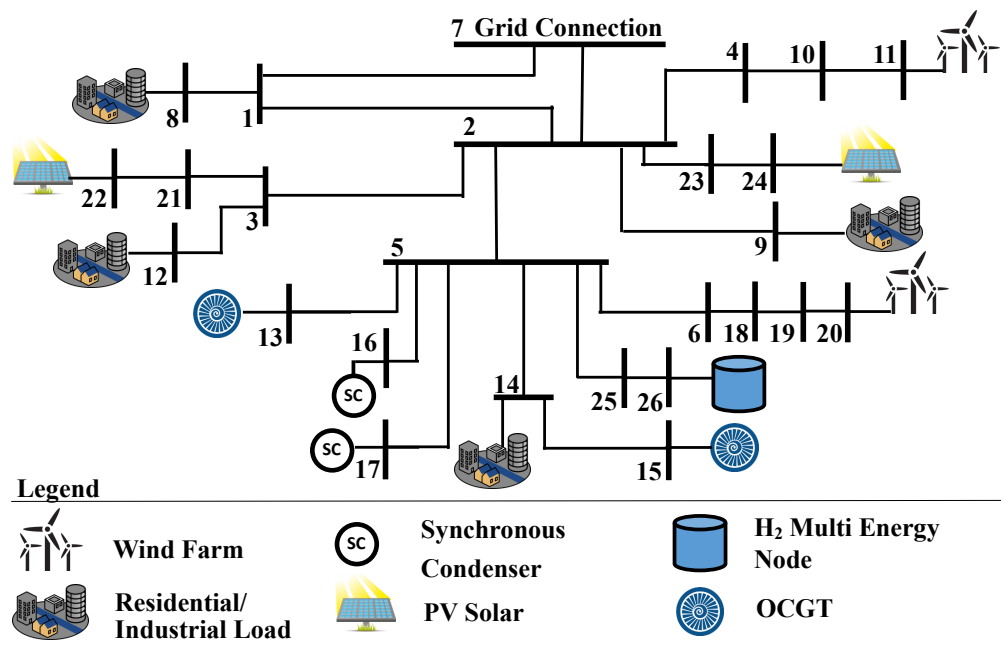 7 Grid Connection
4
10
11
8
1
2
22
21
3
23
24
12
9
5
13
16
6
18
19
20
SC
14
25
26
SC
17
15
Legend
Wind Farm
SC
Synchronous
Condenser
H₂ Multi Energy
Node
Residential/
Industrial Load
PV Solar
OCGT